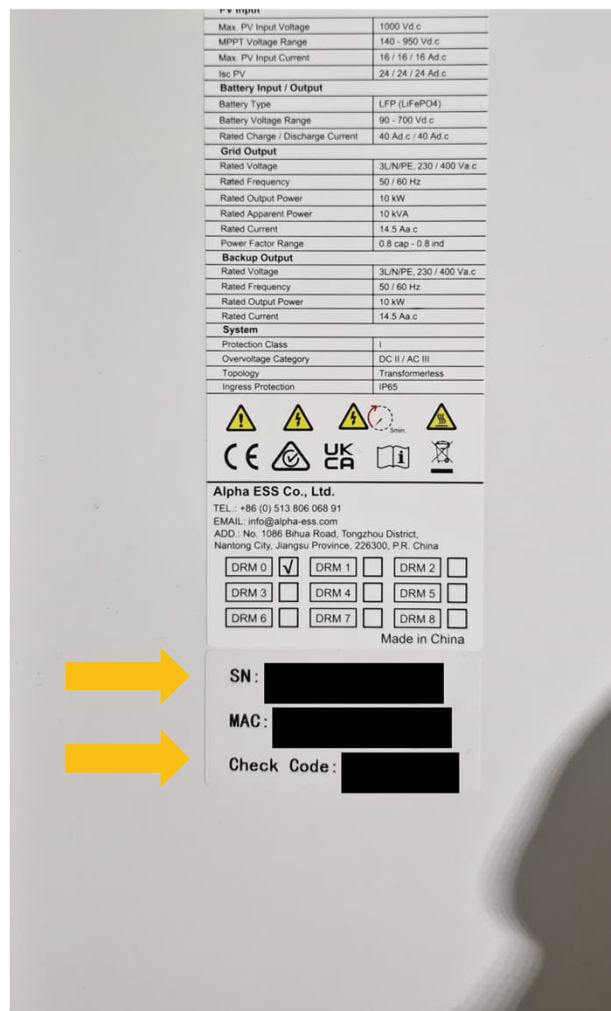 PV Input
Max. PV Input Voltage 1000 Vd.c
MPPT Voltage Range 140 - 950 Vd.c
Max. PV Input Current 16 / 16 / 16 Ad.c
Isc PV 24 / 24 / 24 Ad.c
Battery Input / Output
Battery Type LFP (LiFePO4)
Battery Voltage Range 90 - 700 Vd.c
Rated Charge / Discharge Current 40 Ad.c / 40 Ad.c
Grid Output
Rated Voltage 3L/N/PE, 230 / 400 Va.c
Rated Frequency 50 / 60 Hz
Rated Output Power 10 kW
Rated Apparent Power 10 kVA
Rated Current 14.5 Aa.c
Power Factor Range 0.8 cap - 0.8 ind
Backup Output
Rated Voltage 3L/N/PE, 230 / 400 Va.c
Rated Frequency 50 / 60 Hz
Rated Output Power 10 kW
Rated Current 14.5 Aa.c
System
Protection Class I
Overvoltage Category DC II / AC III
Topology Transformerless
Ingress Protection IP65
5min.
CE UK
CA i
Alpha ESS Co., Ltd.
TEL.: +86 (0) 513 806 068 91
EMAIL: info@alpha-ess.com
ADD.: No. 1086 Bihua Road, Tongzhou District,
Nantong City, Jiangsu Province, 226300, P.R. China
DRM 0 √ DRM 1 DRM 2
DRM 3 DRM 4 DRM 5
DRM 6 DRM 7 DRM 8
Made in China
SN:
MAC:
Check Code: